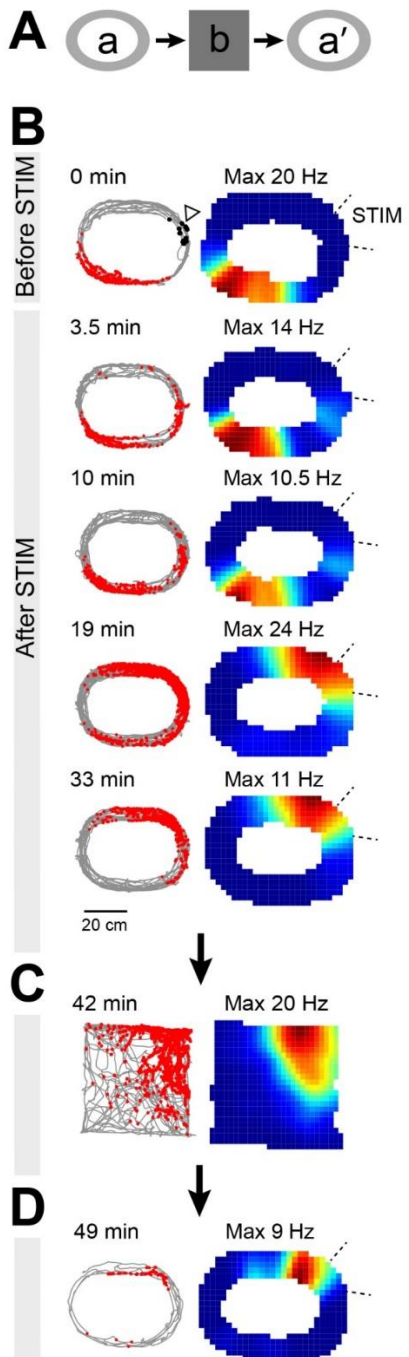 A
a
b
a′
B
Before STIM
0 min
Max 20 Hz
STIM
After STIM
3.5 min
Max 14 Hz
10 min
Max 10.5 Hz
19 min
Max 24 Hz
33 min
Max 11 Hz
20 cm
C
42 min
Max 20 Hz
D
49 min
Max 9 Hz